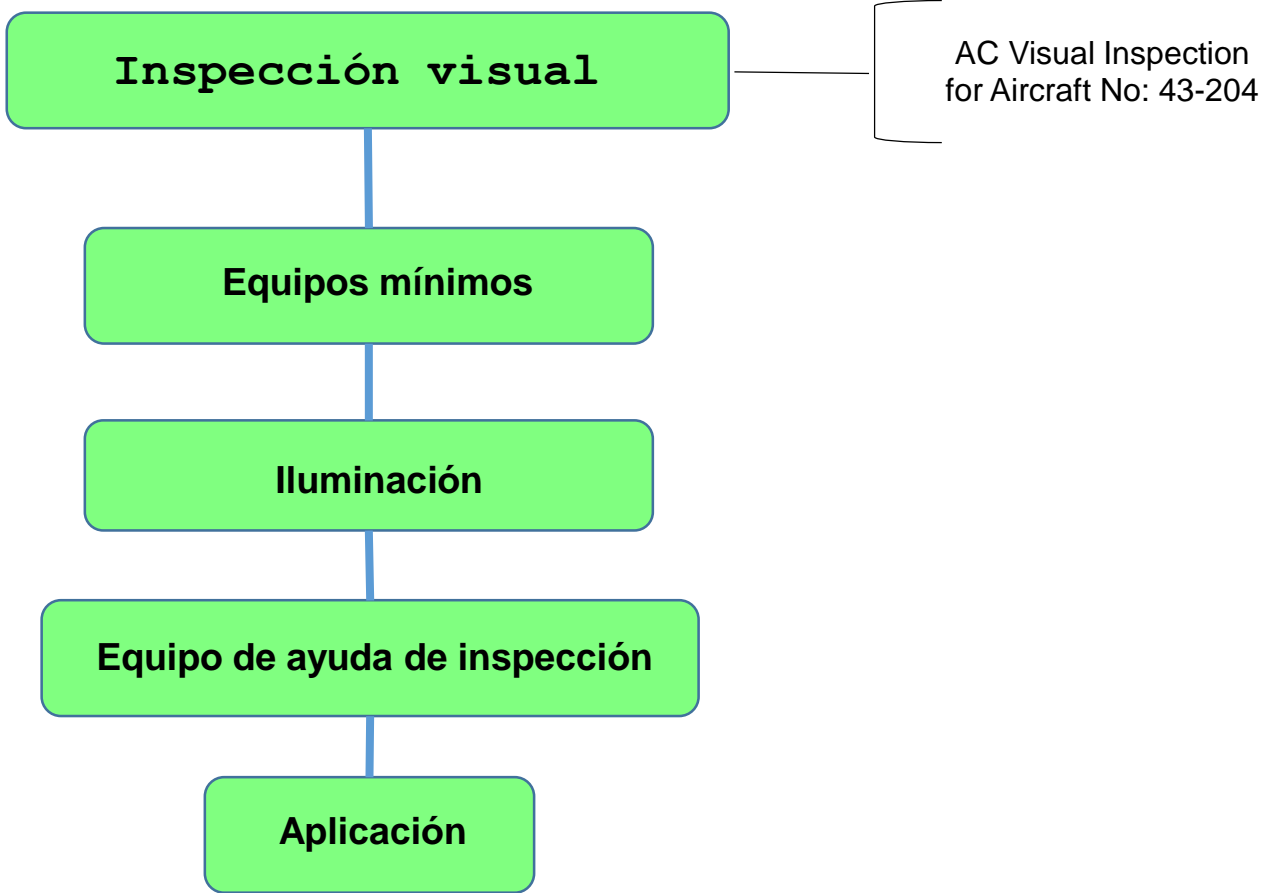 Inspección visual
AC Visual Inspection
for Aircraft No: 43-204
Equipos mínimos
Iluminación
Equipo de ayuda de inspección
Aplicación